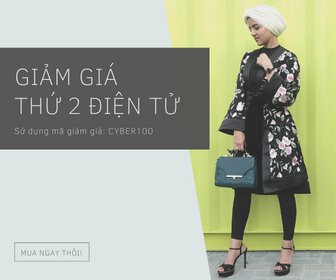 GIẢM GIÁ
THỨ 2 ĐIỆN TỬ
Sử dụng mã giảm giá: CYBER100
MUA NGAY THÔI!